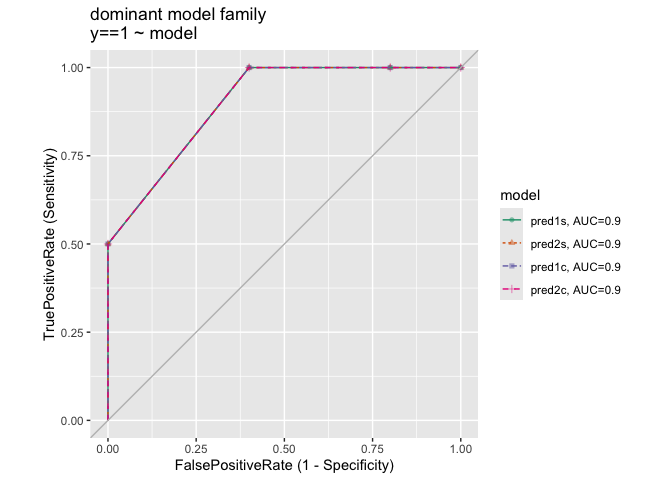 dominant model family
y==1 ~ model
1.00
0.75
0.50
0.25
0.00
TruePositiveRate (Sensitivity)
0.00 0.25 0.50 0.75 1.00
FalsePositiveRate (1 - Specificity)
model
pred1s, AUC=0.9
pred2s, AUC=0.9
pred1c, AUC=0.9
pred2c, AUC=0.9